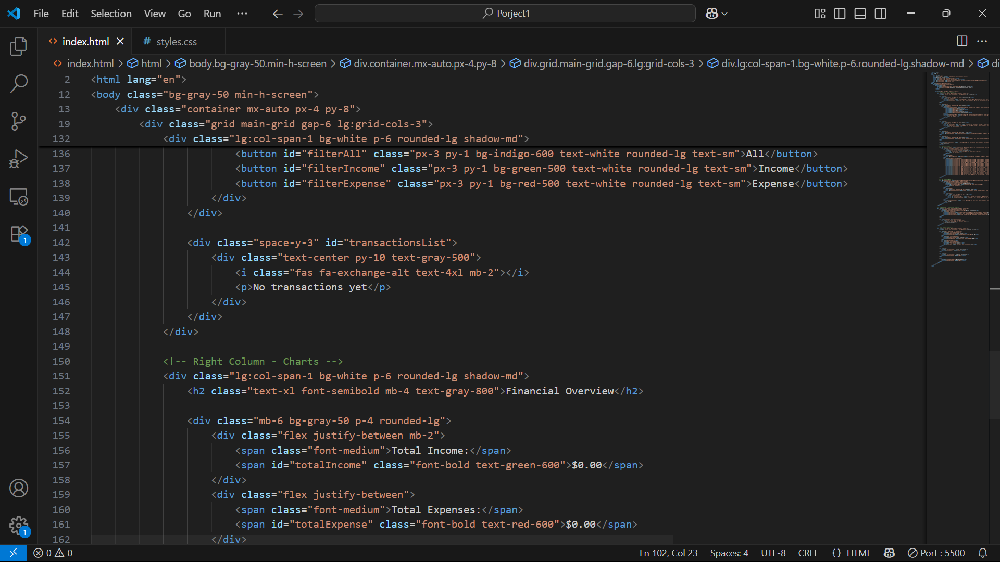 File Edit Selection View Go Run ··· Porject1
index.html styles.css
index.html > html > body.bg-gray-50.min-h-screen > div.container.mx-auto.px-4.py-8 > div.grid.main-grid.gap-6.lg:grid-cols-3 > div.lg:col-span-1.bg-white.p-6.rounded-lg.shadow-md > di
2 <html lang="en">
12 <body class="bg-gray-50 min-h-screen">
13 <div class="container mx-auto px-4 py-8">
19 <div class="grid main-grid gap-6 lg:grid-cols-3">
132 <div class="lg:col-span-1 bg-white p-6 rounded-lg shadow-md">
136 <button id="filterAll" class="px-3 py-1 bg-indigo-600 text-white rounded-lg text-sm">All</button>
137 <button id="filterIncome" class="px-3 py-1 bg-green-500 text-white rounded-lg text-sm">Income</button>
138 <button id="filterExpense" class="px-3 py-1 bg-red-500 text-white rounded-lg text-sm">Expense</button>
139 </div>
140 </div>
141
142 <div class="space-y-3" id="transactionsList">
143 <div class="text-center py-10 text-gray-500">
144 <i class="fas fa-exchange-alt text-4xl mb-2"></i>
145 <p>No transactions yet</p>
146 </div>
147 </div>
148 </div>
149
150 <!-- Right Column - Charts -->
151 <div class="lg:col-span-1 bg-white p-6 rounded-lg shadow-md">
152 <h2 class="text-xl font-semibold mb-4 text-gray-800">Financial Overview</h2>
153
154 <div class="mb-6 bg-gray-50 p-4 rounded-lg">
155 <div class="flex justify-between mb-2">
156 <span class="font-medium">Total Income:</span>
157 <span id="totalIncome" class="font-bold text-green-600">$0.00</span>
158 </div>
159 <div class="flex justify-between">
160 <span class="font-medium">Total Expenses:</span>
161 <span id="totalExpense" class="font-bold text-red-600">$0.00</span>
162 </div>
1
1
0 0 Ln 102, Col 23 Spaces: 4 UTF-8 CRLF {} HTML Port : 5500